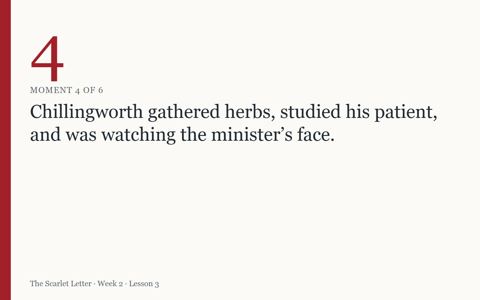 4
MOMENT 4 OF 6
Chillingworth gathered herbs, studied his patient,
and was watching the minister’s face.
The Scarlet Letter · Week 2 · Lesson 3